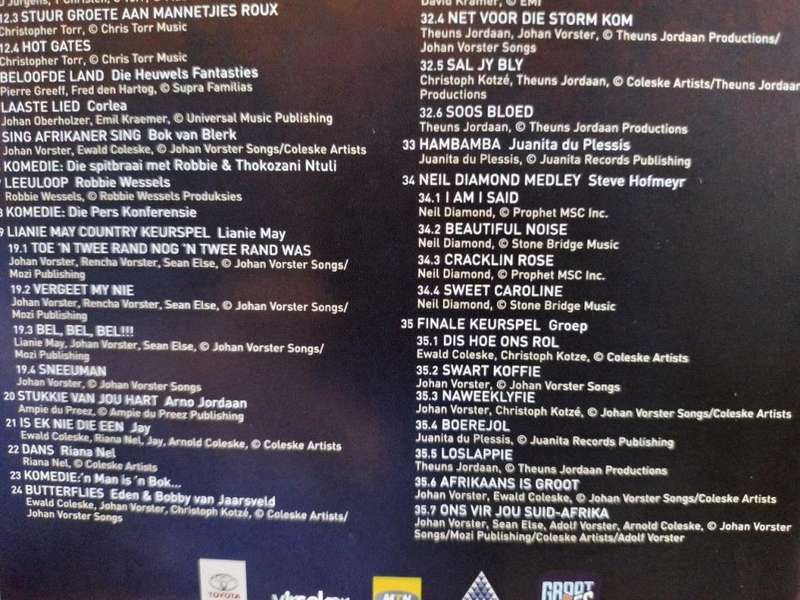 12.3 STUUR GROETE AAN MANNETJIES ROUX
Christopher Torr, © Chris Torr Music
12.4 HOT GATES
Christopher Torr, © Chris Torr Music
BELOOFDE LAND Die Heuwels Fantasties
Pierre Greeff, Fred den Hartog, © Supra Familias
LAASTE LIED Corlea
Johan Oberholzer, Emil Kraemer, © Universal Music Publishing
SING AFRIKANER SING Bok van Blerk
Johan Vorster, Ewald Coleske, © Johan Vorster Songs/Coleske Artists
KOMEDIE: Die spitbraai met Robbie & Thokozani Ntuli
LEEULOOP Robbie Wessels
Robbie Wessels, © Robbie Wessels Produksies
KOMEDIE: Die Pers Konferensie
LIANIE MAY COUNTRY KEURSPEL Lianie May
19.1 TOE 'N TWEE RAND NOG 'N TWEE RAND WAS
Johan Vorster, Rencha Vorster, Sean Else, © Johan Vorster Songs/
Mozi Publishing
19.2 VERGEET MY NIE
Johan Vorster, Rencha Vorster, Sean Else, © Johan Vorster Songs/
Mozi Publishing
19.3 BEL, BEL, BEL!!!
Lianie May, Johan Vorster, Sean Else, © Johan Vorster Songs/
Mozi Publishing
19.4 SNEEUMAN
Johan Vorster, © Johan Vorster Songs
20 STUKKIE VAN JOU HART Arno Jordaan
Ampie du Preez, © Ampie du Preez Publishing
21 IS EK NIE DIE EEN Jay
Ewald Coleske, Riana Nel, Jay, Arnold Coleske, © Coleske Artists
22 DANS Riana Nel
Riana Nel, © Coleske Artists
23 KOMEDIE:'n Man is 'n Bok...
24 BUTTERFLIES Eden & Bobby van Jaarsveld
Ewald Coleske, Johan Vorster, Christoph Kotzé, © Coleske Artists/
Johan Vorster Songs
David Kramer, © EMI
32.4 NET VOOR DIE STORM KOM
Theuns Jordaan, Johan Vorster, © Theuns Jordaan Productions/
Johan Vorster Songs
32.5 SAL JY BLY
Christoph Kotzé, Theuns Jordaan, © Coleske Artists/Theuns Jordaan
Productions
32.6 SOOS BLOED
Theuns Jordaan, © Theuns Jordaan Productions
33 HAMBAMBA Juanita du Plessis
Juanita du Plessis, © Juanita Records Publishing
34 NEIL DIAMOND MEDLEY Steve Hofmeyr
34.1 I AM I SAID
Neil Diamond, © Prophet MSC Inc.
34.2 BEAUTIFUL NOISE
Neil Diamond, © Stone Bridge Music
34.3 CRACKLIN ROSE
Neil Diamond, © Prophet MSC Inc.
34.4 SWEET CAROLINE
Neil Diamond, © Stone Bridge Music
35 FINALE KEURSPEL Groep
35.1 DIS HOE ONS ROL
Ewald Coleske, Christoph Kotze, © Coleske Artists
35.2 SWART KOFFIE
Johan Vorster, © Johan Vorster Songs
35.3 NAWEEKLYFIE
Johan Vorster, Christoph Kotzé, © Johan Vorster Songs/Coleske Artists
35.4 BOEREJOL
Juanita du Plessis, © Juanita Records Publishing
35.5 LOSLAPPIE
Theuns Jordaan, © Theuns Jordaan Productions
35.6 AFRIKAANS IS GROOT
Johan Vorster, Ewald Coleske, © Johan Vorster Songs/Coleske Artists
35.7 ONS VIR JOU SUID-AFRIKA
Johan Vorster, Sean Else, Adolf Vorster, Arnold Coleske, © Johan Vorster
Songs/Mozi Publishing/Coleske Artists/Adolf Vorster
TOYOTA
MTN
GROOT